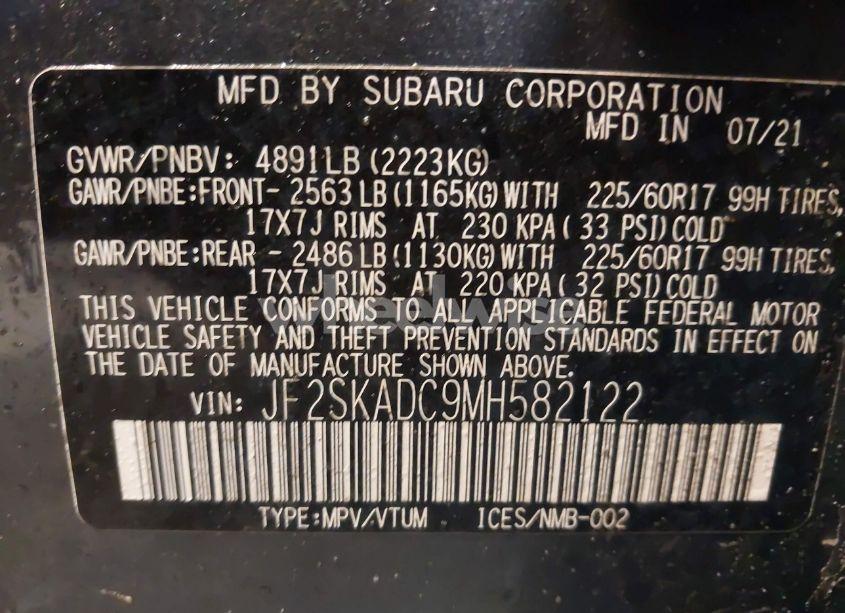 MFD BY SUBARU CORPORATION
MFD IN 07/21
GVWR/PNBV: 4891LB (2223KG)
GAWR/PNBE:FRONT- 2563 LB (1165KG) WITH 225/60R17 99H TIRES,
17X7J RIMS AT 230 KPA ( 33 PSI) COLD
GAWR/PNBE:REAR - 2486 LB (1130KG) WITH 225/60R17 99H TIRES,
17X7J RIMS AT 220 KPA ( 32 PSI) COLD
THIS VEHICLE CONFORMS TO ALL APPLICABLE FEDERAL MOTOR
VEHICLE SAFETY AND THEFT PREVENTION STANDARDS IN EFFECT ON
THE DATE OF MANUFACTURE SHOWN ABOVE.
VIN: JF2SKADC9MH582122
TYPE:MPV/VTUM ICES/NMB-002